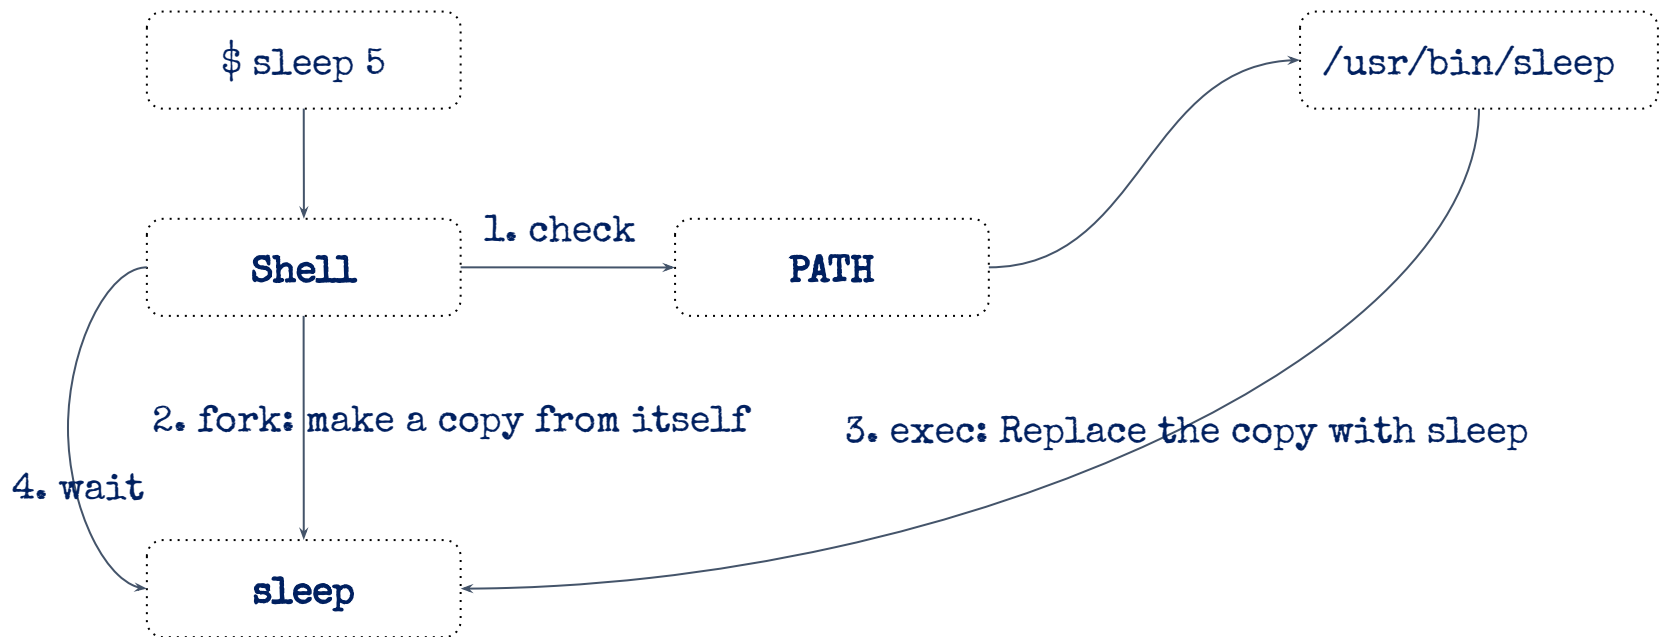 $ sleep 5
/usr/bin/sleep
1. check
Shell
PATH
2. fork: make a copy from itself
3. exec: Replace the copy with sleep
4. wait
sleep